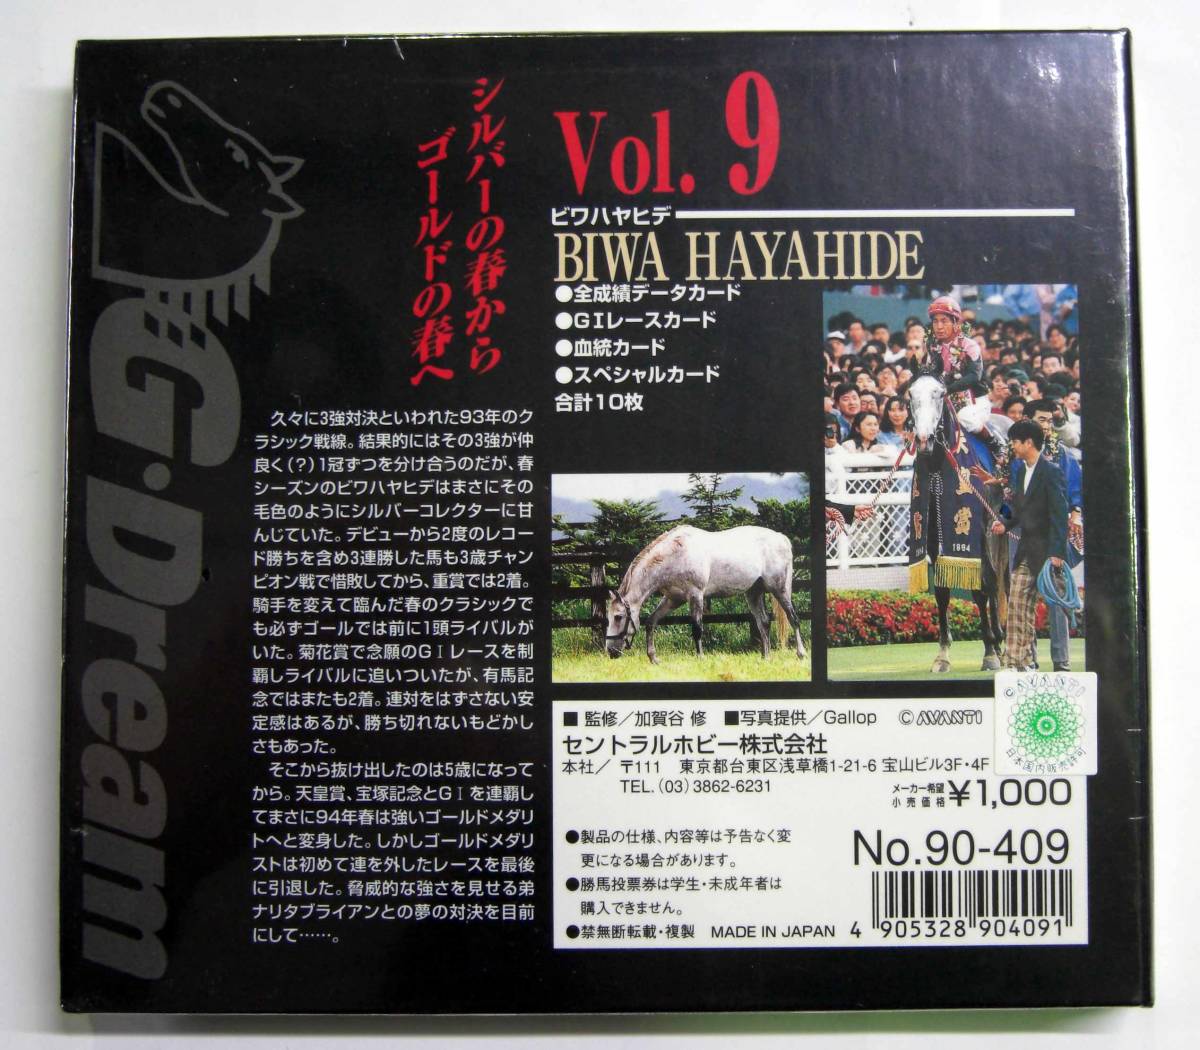 G・Dream
シルバーの春から
ゴールドの春へ
Vol. 9
ビワハヤヒデ
BIWA HAYAHIDE
●全成績データカード
●GIレースカード
●血統カード
●スペシャルカード
合計10枚
久々に3強対決といわれた93年のク
ラシック戦線。結果的にはその3強が仲
良く(?)1冠ずつを分け合うのだが、春
シーズンのビワハヤヒデはまさにその
毛色のようにシルバーコレクターに甘
んじていた。デビューから2度のレコー
ド勝ちを含め3連勝した馬も3歳チャン
ピオン戦で惜敗してから、重賞では2着。
騎手を変えて臨んだ春のクラシックで
も必ずゴールでは前に1頭ライバルが
いた。菊花賞で念願のGIレースを制
覇しライバルに追いついたが、有馬記
念ではまたも2着。連対をはずさない安
定感はあるが、勝ち切れないもどかし
さもあった。
そこから抜け出したのは5歳になって
から。天皇賞、宝塚記念とGIを連覇し
てまさに94年春は強いゴールドメダリス
トへと変身した。しかしゴールドメダリ
ストは初めて連を外したレースを最後
に引退した。脅威的な強さを見せる弟
ナリタブライアンとの夢の対決を目前
にして……。
天皇賞
1994
■監修/加賀谷 修 ■写真提供/Gallop ©AVANTI
セントラルホビー株式会社
本社/〒111 東京都台東区浅草橋1-21-6 宝山ビル3F・4F
TEL.(03)3862-6231
メーカー希望
小売価格 ¥1,000
©AVANTI
日本国内販売許可
●製品の仕様、内容等は予告なく変
更になる場合があります。
●勝馬投票券は学生・未成年者は
購入できません。
●禁無断転載・複製 MADE IN JAPAN
No.90-409
4 905328 904091